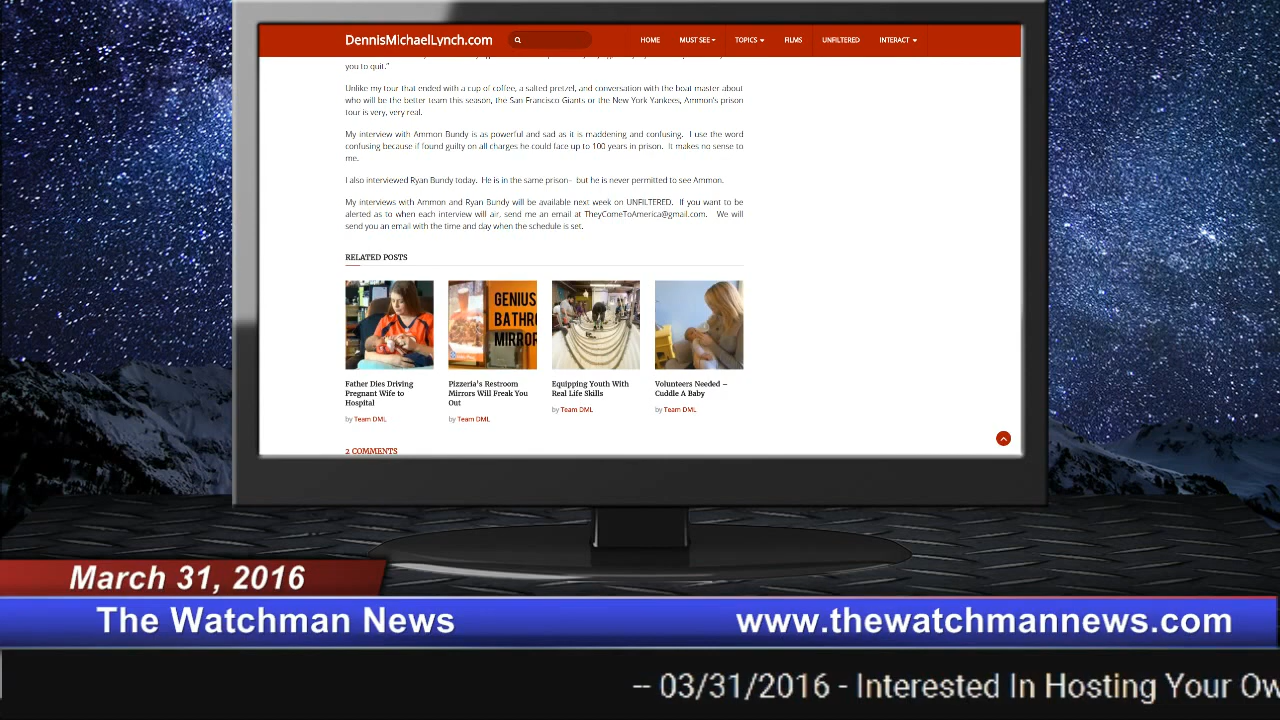 DennisMichaelLynch.com
HOME MUST SEE TOPICS FILMS UNFILTERED INTERACT
you to quit."
Unlike my tour that ended with a cup of coffee, a salted pretzel, and conversation with the boat master about
who will be the better team this season, the San Francisco Giants or the New York Yankees, Ammon's prison
tour is very, very real.
My interview with Ammon Bundy is as powerful and sad as it is maddening and confusing. I use the word
confusing because if found guilty on all charges he could face up to 100 years in prison. It makes no sense to
me.
I also interviewed Ryan Bundy today. He is in the same prison– but he is never permitted to see Ammon.
My interviews with Ammon and Ryan Bundy will be available next week on UNFILTERED. If you want to be
alerted as to when each interview will air, send me an email at TheyComeToAmerica@gmail.com. We will
send you an email with the time and day when the schedule is set.
RELATED POSTS
GENIUS
BATHR
MIRROR
Father Dies Driving
Pregnant Wife to
Hospital
by Team DML
Pizzeria's Restroom
Mirrors Will Freak You
Out
by Team DML
Equipping Youth With
Real Life Skills
by Team DML
Volunteers Needed –
Cuddle A Baby
by Team DML
2 COMMENTS
March 31, 2016
The Watchman News
www.thewatchmannews.com
-- 03/31/2016 - Interested In Hosting Your Ow